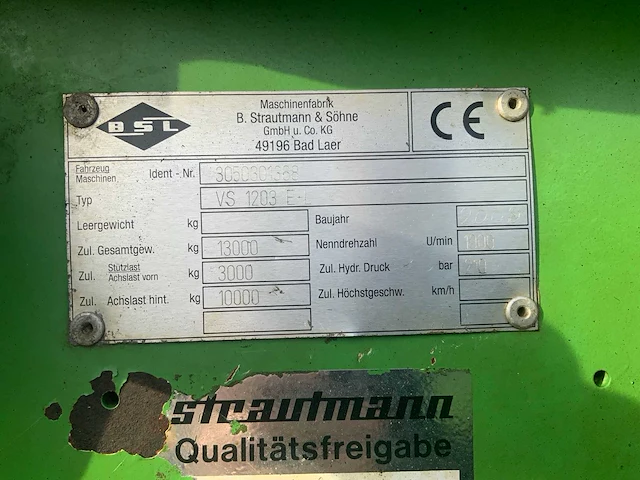 BSL
Maschinenfabrik
B. Strautmann & Söhne
GmbH u. Co. KG
49196 Bad Laer
CE
Fahrzeug
Maschinen
Ident - Nr.
Typ VS 1203 E-L
Leergewicht kg
Baujahr
Zul. Gesamtgew. kg 13000
Nenndrehzahl U/min
Zul. Stützlast
Achslast vorn kg 3000
Zul. Hydr. Druck bar 210
Zul. Achslast hint. kg 10000
Zul. Höchstgeschw. km/h
strautmann
Qualitätsfreigabe